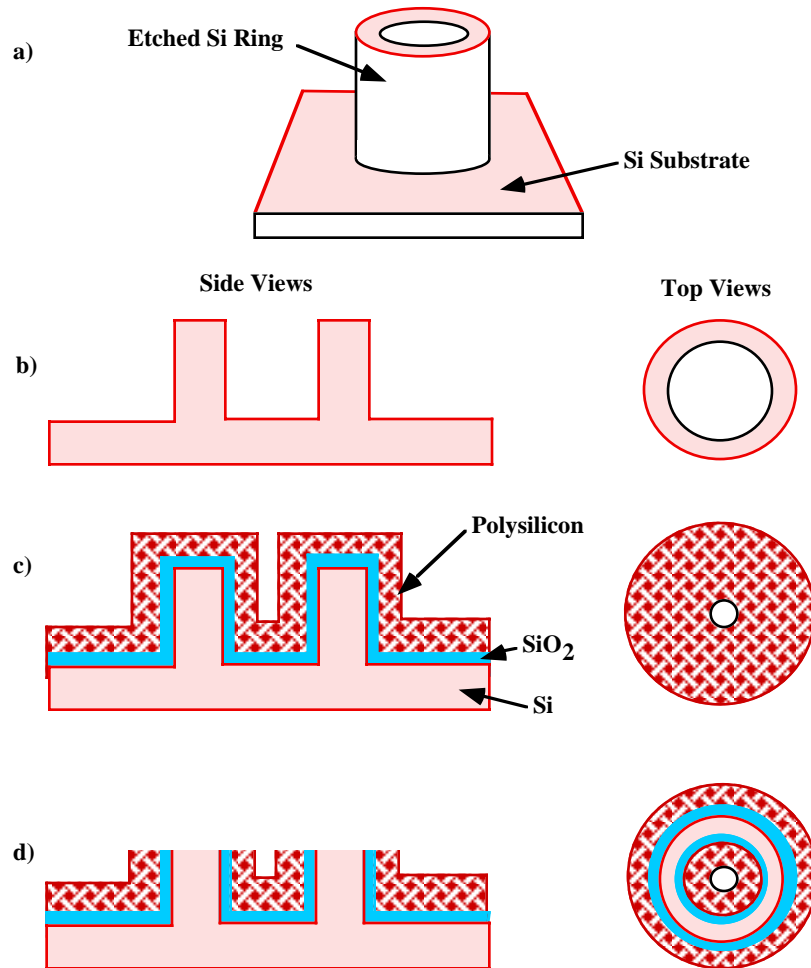 a)
Etched Si Ring
Si Substrate
Side Views
Top Views
b)
c)
Polysilicon
SiO2
Si
d)